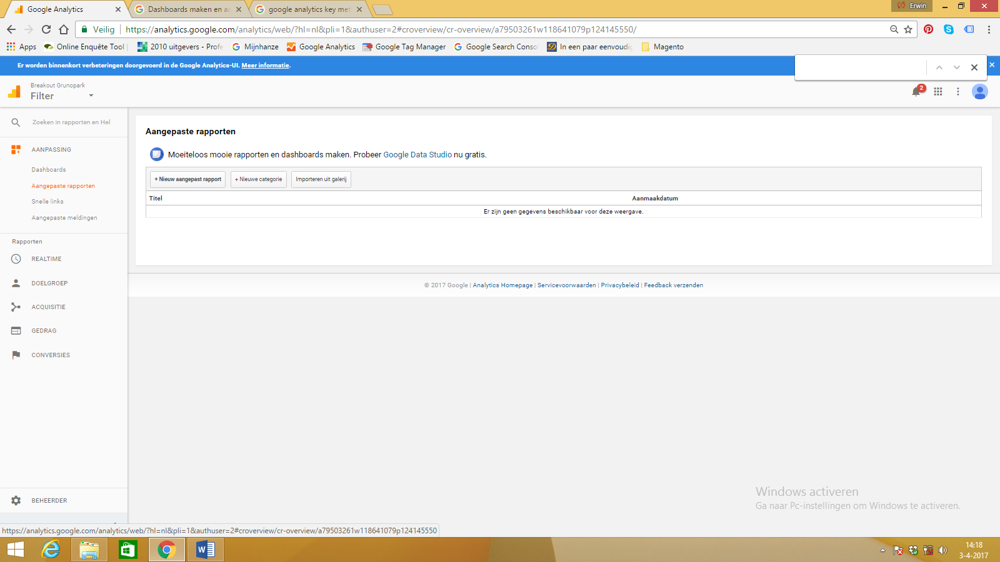 Google Analytics
Dashboards maken en aa
google analytics key met
Erwin
Veilig
https://analytics.google.com/analytics/web/?hl=nl&pli=1&authuser=2#croverview/cr-overview/a79503261w118641079p124145550/
Apps
Online Enquête Tool
2010 uitgevers - Profe
Mijnhanze
Google Analytics
Google Tag Manager
Google Search Conso
In een paar eenvoudig
Magento
Er worden binnenkort verbeteringen doorgevoerd in de Google Analytics-UI. Meer informatie.
Breakout Grunopark
Filter
2
Zoeken in rapporten en Hel
AANPASSING
Dashboards
Aangepaste rapporten
Snelle links
Aangepaste meldingen
Rapporten
REALTIME
DOELGROEP
ACQUISITIE
GEDRAG
CONVERSIES
BEHEERDER
Aangepaste rapporten
Moeiteloos mooie rapporten en dashboards maken. Probeer Google Data Studio nu gratis.
+ Nieuw aangepast rapport
+ Nieuwe categorie
Importeren uit galerij
Titel
Aanmaakdatum
Er zijn geen gegevens beschikbaar voor deze weergave.
© 2017 Google | Analytics Homepage | Servicevoorwaarden | Privacybeleid | Feedback verzenden
Windows activeren
Ga naar Pc-instellingen om Windows te activeren.
https://analytics.google.com/analytics/web/?hl=nl&pli=1&authuser=2#croverview/cr-overview/a79503261w118641079p124145550
14:18
3-4-2017